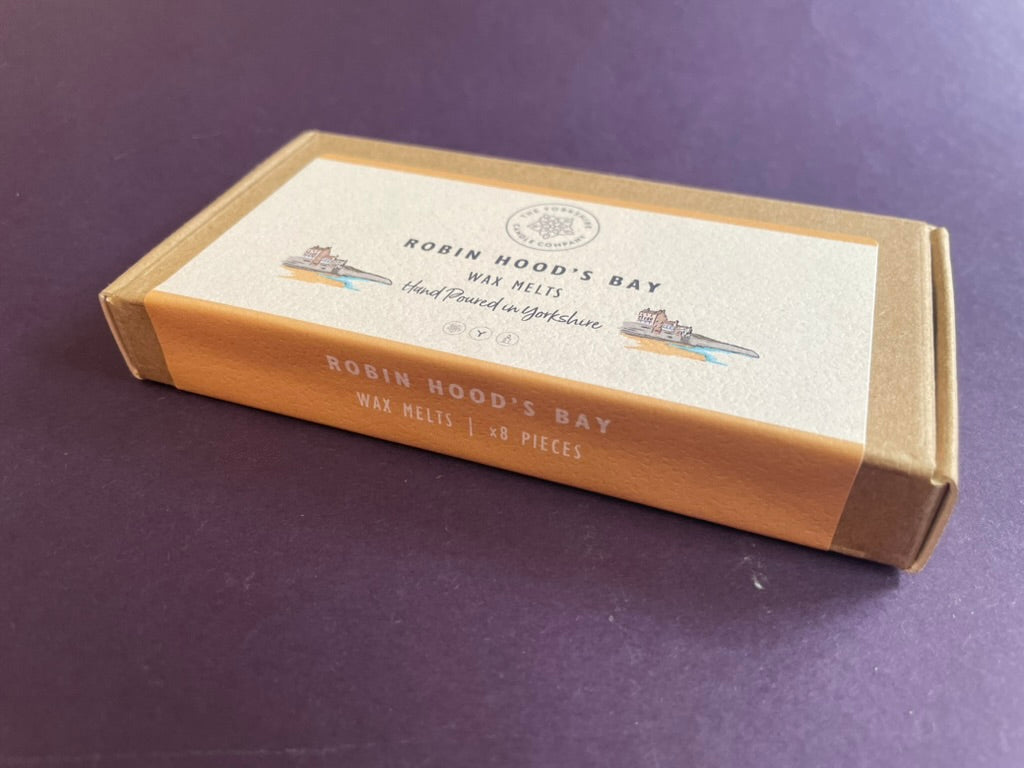 THE YORKSHIRE
CANDLE COMPANY
ROBIN HOOD'S BAY
WAX MELTS
Hand Poured in Yorkshire
Y
ROBIN HOOD'S BAY
WAX MELTS | x8 PIECES